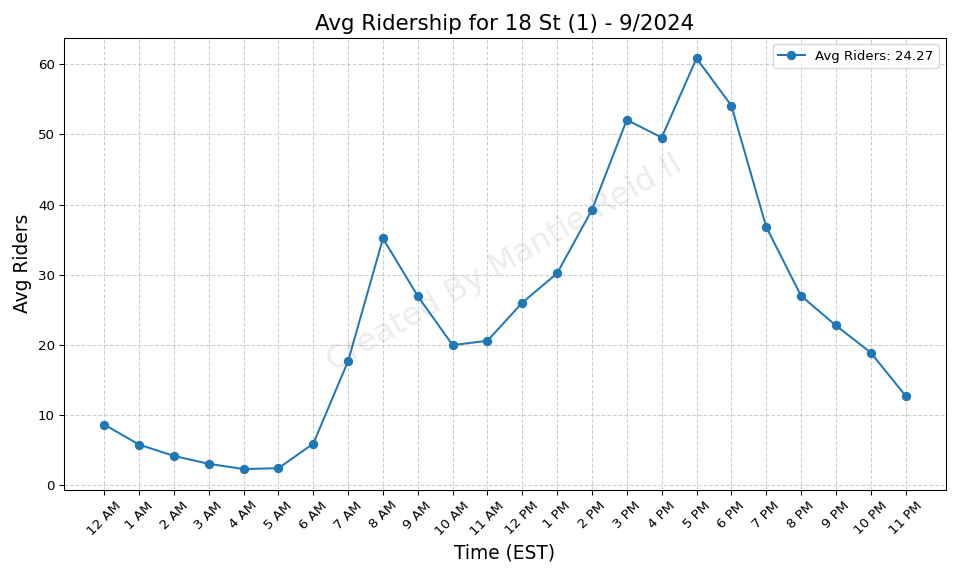 Avg Ridership for 18 St (1) - 9/2024
Avg Riders: 24.27
Avg Riders
60
50
40
30
20
10
0
Created By Mantie Reid II
12 AM
1 AM
2 AM
3 AM
4 AM
5 AM
6 AM
7 AM
8 AM
9 AM
10 AM
11 AM
12 PM
1 PM
2 PM
3 PM
4 PM
5 PM
6 PM
7 PM
8 PM
9 PM
10 PM
11 PM
Time (EST)